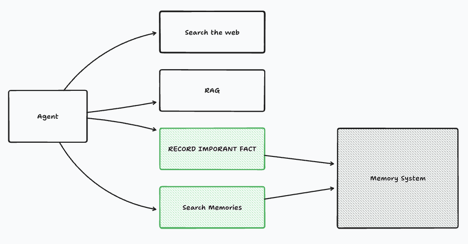 Search the web
RAG
Agent
RECORD IMPORANT FACT
Memory System
Search Memories